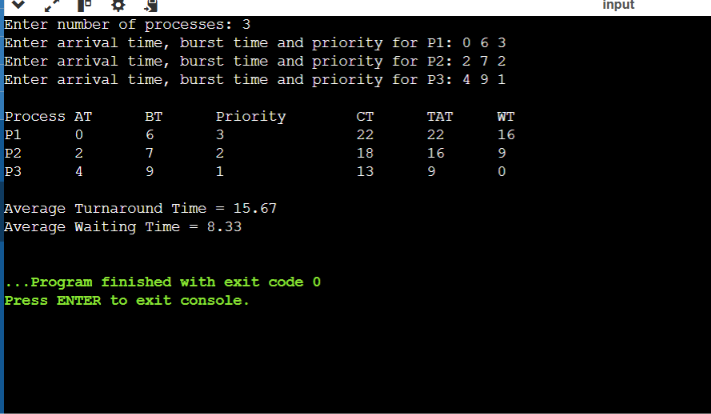 input
Enter number of processes: 3
Enter arrival time, burst time and priority for P1: 0 6 3
Enter arrival time, burst time and priority for P2: 2 7 2
Enter arrival time, burst time and priority for P3: 4 9 1
Process AT BT Priority CT TAT WT
P1 0 6 3 22 22 16
P2 2 7 2 18 16 9
P3 4 9 1 13 9 0
Average Turnaround Time = 15.67
Average Waiting Time = 8.33
...Program finished with exit code 0
Press ENTER to exit console.